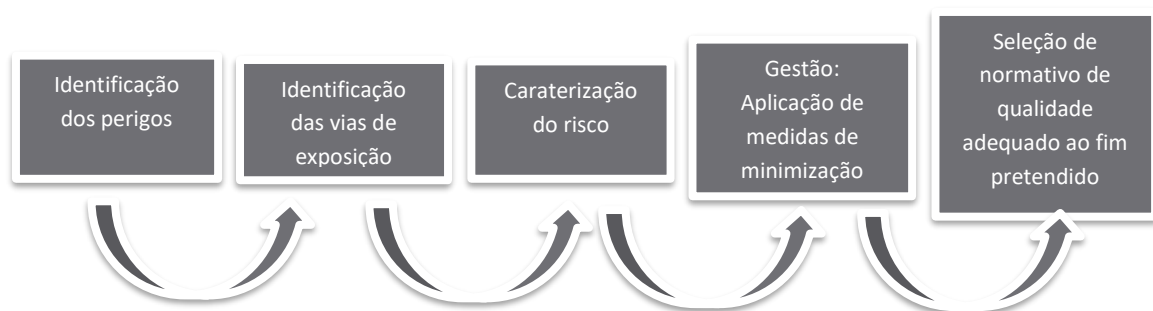 Identificação
dos perigos
Identificação
das vias de
exposição
Caraterização
do risco
Gestão:
Aplicação de
medidas de
minimização
Seleção de
normativo de
qualidade
adequado ao fim
pretendido